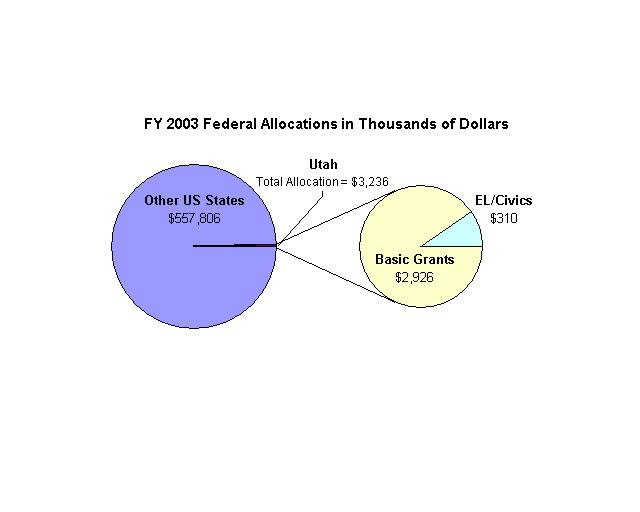 FY 2003 Federal Allocations in Thousands of Dollars
Utah
Total Allocation = $3,236
Other US States
$557,806
EL/Civics
$310
Basic Grants
$2,926